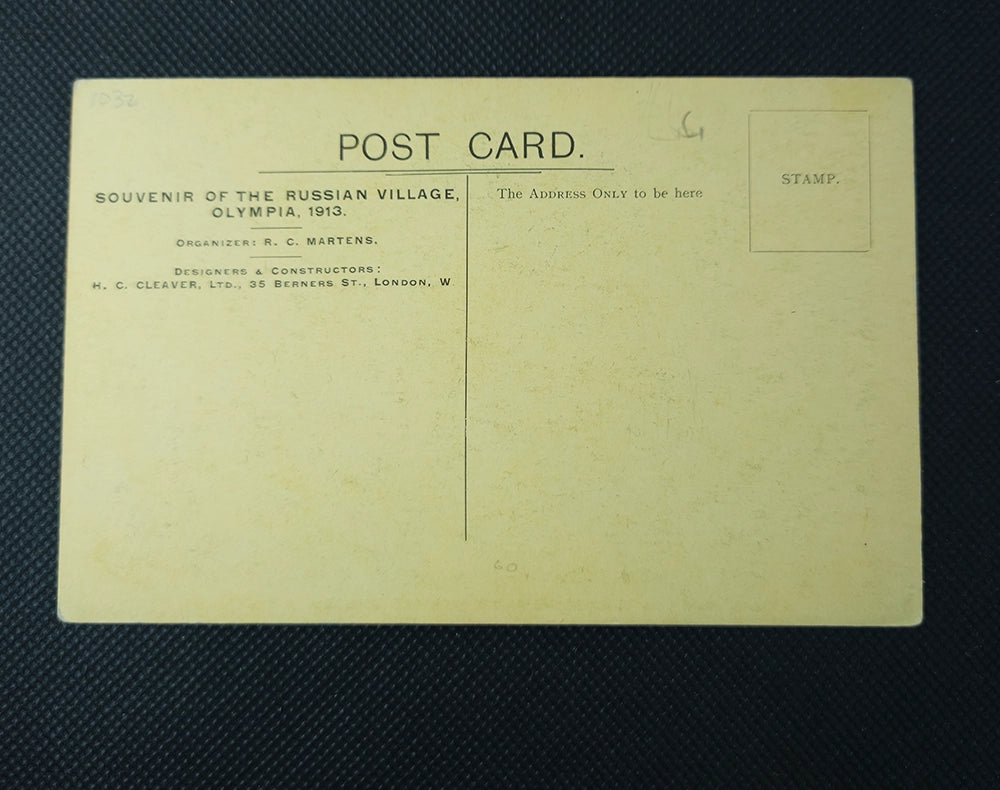 1032
POST CARD.
SOUVENIR OF THE RUSSIAN VILLAGE,
OLYMPIA, 1913.
ORGANIZER: R. C. MARTENS.
DESIGNERS & CONSTRUCTORS:
H. C. CLEAVER, LTD., 35 BERNERS ST., LONDON, W
The ADDRESS ONLY to be here
STAMP.
60